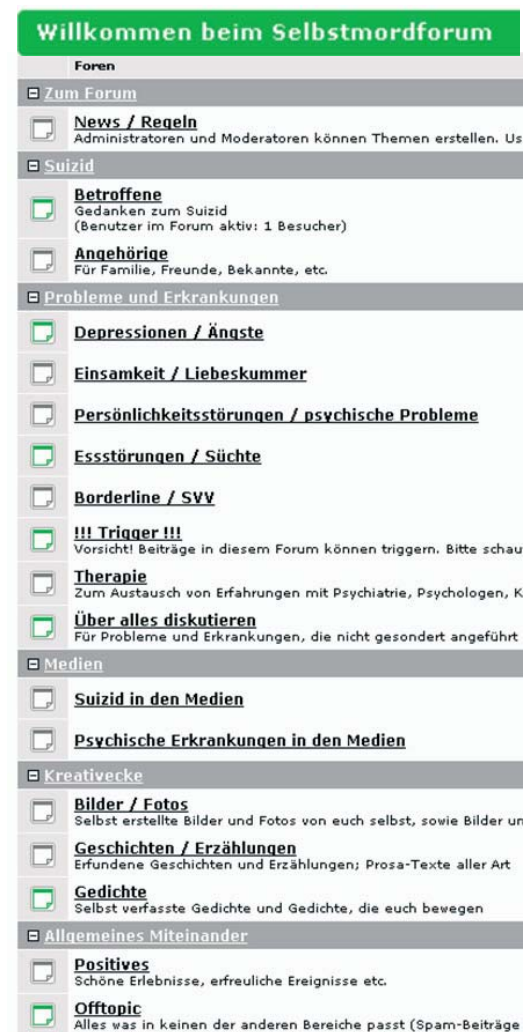 Willkommen beim Selbstmordforum
Foren
Zum Forum
News / Regeln
Administratoren und Moderatoren können Themen erstellen. Us
Suizid
Betroffene
Gedanken zum Suizid
(Benutzer im Forum aktiv: 1 Besucher)
Angehörige
Für Familie, Freunde, Bekannte, etc.
Probleme und Erkrankungen
Depressionen / Ängste
Einsamkeit / Liebeskummer
Persönlichkeitsstörungen / psychische Probleme
Essstörungen / Süchte
Borderline / SVV
!!! Trigger !!!
Vorsicht! Beiträge in diesem Forum können triggern. Bitte schau
Therapie
Zum Austausch von Erfahrungen mit Psychiatrie, Psychologen, K
Über alles diskutieren
Für Probleme und Erkrankungen, die nicht gesondert angeführt
Medien
Suizid in den Medien
Psychische Erkrankungen in den Medien
Kreativecke
Bilder / Fotos
Selbst erstellte Bilder und Fotos von euch selbst, sowie Bilder un
Geschichten / Erzählungen
Erfundene Geschichten und Erzählungen; Prosa-Texte aller Art
Gedichte
Selbst verfasste Gedichte und Gedichte, die euch bewegen
Allgemeines Miteinander
Positives
Schöne Erlebnisse, erfreuliche Ereignisse etc.
Offtopic
Alles was in keinen der anderen Bereiche passt (Spam-Beiträge